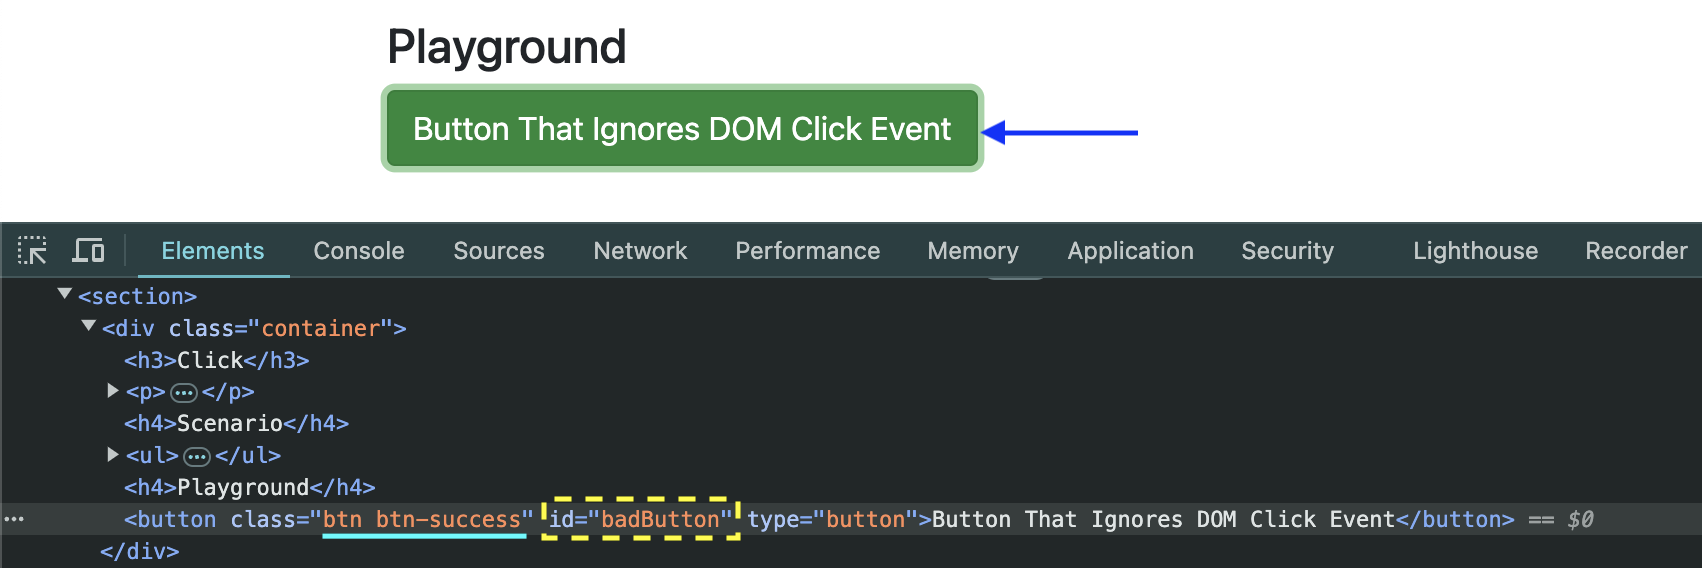 Playground
Button That Ignores DOM Click Event
Elements Console Sources Network Performance Memory Application Security Lighthouse Recorder
<section>
<div class="container">
<h3>Click</h3>
<p>…</p>
<h4>Scenario</h4>
<ul>…</ul>
<h4>Playground</h4>
…<button class="btn btn-success" id="badButton" type="button">Button That Ignores DOM Click Event</button> == $0
</div>